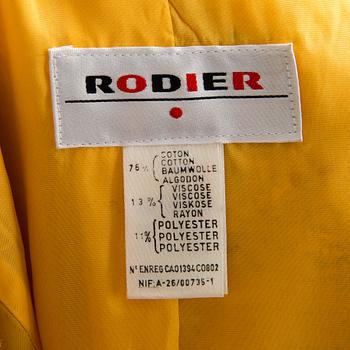 RODIER
COTON
COTTON
76% BAUMWOLLE
ALGODON
VISCOSE
13% VISCOSE
VISKOSE
RAYON
POLYESTER
11% POLYESTER
POLYESTER
Nº ENREG CA01394C0802
NIF: A-26/00735-1